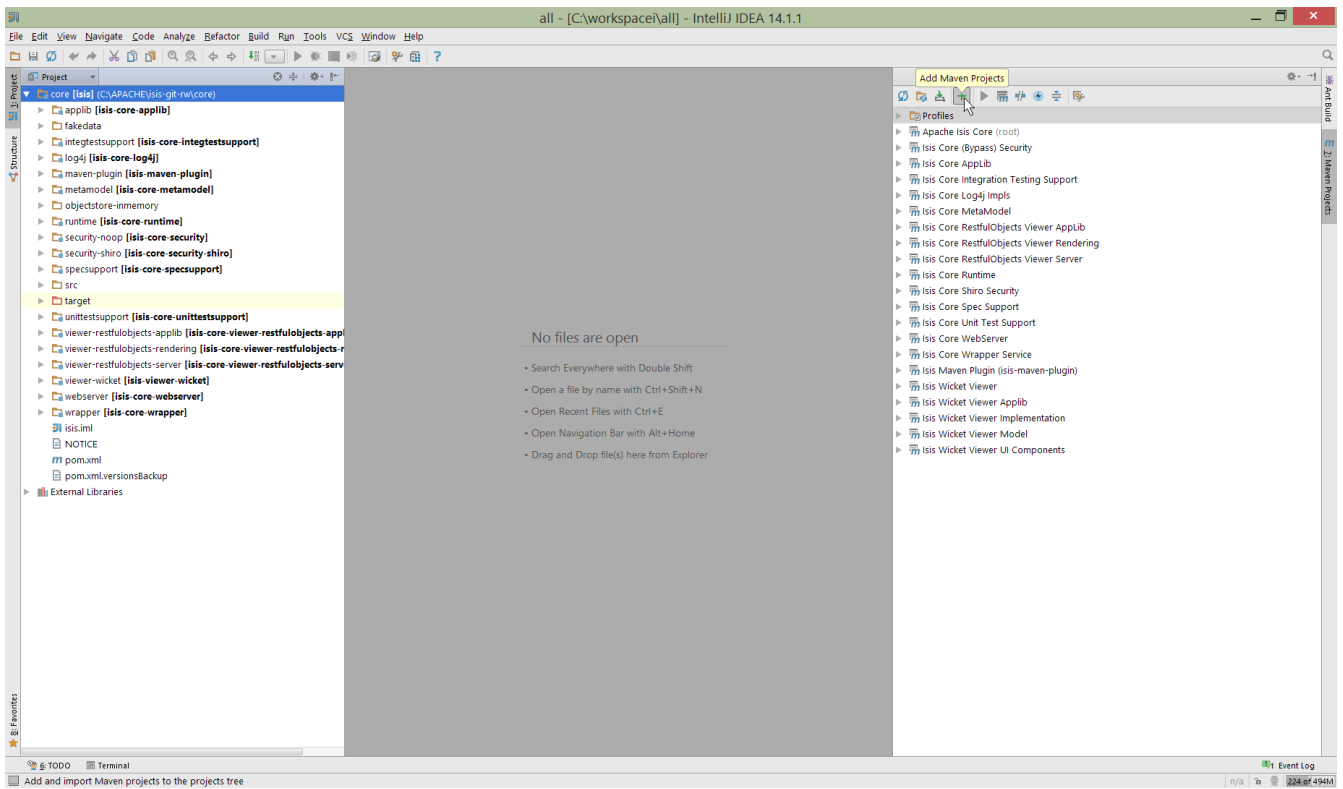 all - [C:\workspacei\all] - IntelliJ IDEA 14.1.1
File Edit View Navigate Code Analyze Refactor Build Run Tools VCS Window Help
1: Project
Structure
8: Favorites
Project
core [isis] (C:\APACHE\isis-git-rw\core)
applib [isis-core-applib]
fakedata
integtestsupport [isis-core-integtestsupport]
log4j [isis-core-log4j]
maven-plugin [isis-maven-plugin]
metamodel [isis-core-metamodel]
objectstore-inmemory
runtime [isis-core-runtime]
security-noop [isis-core-security]
security-shiro [isis-core-security-shiro]
specsupport [isis-core-specsupport]
src
target
unittestsupport [isis-core-unittestsupport]
viewer-restfulobjects-applib [isis-core-viewer-restfulobjects-appl
viewer-restfulobjects-rendering [isis-core-viewer-restfulobjects-r
viewer-restfulobjects-server [isis-core-viewer-restfulobjects-serv
viewer-wicket [isis-viewer-wicket]
webserver [isis-core-webserver]
wrapper [isis-core-wrapper]
isis.iml
NOTICE
pom.xml
pom.xml.versionsBackup
External Libraries
No files are open
• Search Everywhere with Double Shift
• Open a file by name with Ctrl+Shift+N
• Open Recent Files with Ctrl+E
• Open Navigation Bar with Alt+Home
• Drag and Drop file(s) here from Explorer
Add Maven Projects
Profiles
Apache Isis Core (root)
Isis Core (Bypass) Security
Isis Core AppLib
Isis Core Integration Testing Support
Isis Core Log4j Impls
Isis Core MetaModel
Isis Core RestfulObjects Viewer AppLib
Isis Core RestfulObjects Viewer Rendering
Isis Core RestfulObjects Viewer Server
Isis Core Runtime
Isis Core Shiro Security
Isis Core Spec Support
Isis Core Unit Test Support
Isis Core WebServer
Isis Core Wrapper Service
Isis Maven Plugin (isis-maven-plugin)
Isis Wicket Viewer
Isis Wicket Viewer Applib
Isis Wicket Viewer Implementation
Isis Wicket Viewer Model
Isis Wicket Viewer UI Components
Ant Build
7: Maven Projects
6: TODO
Terminal
1 Event Log
Add and import Maven projects to the projects tree
n/a
224 of 494M